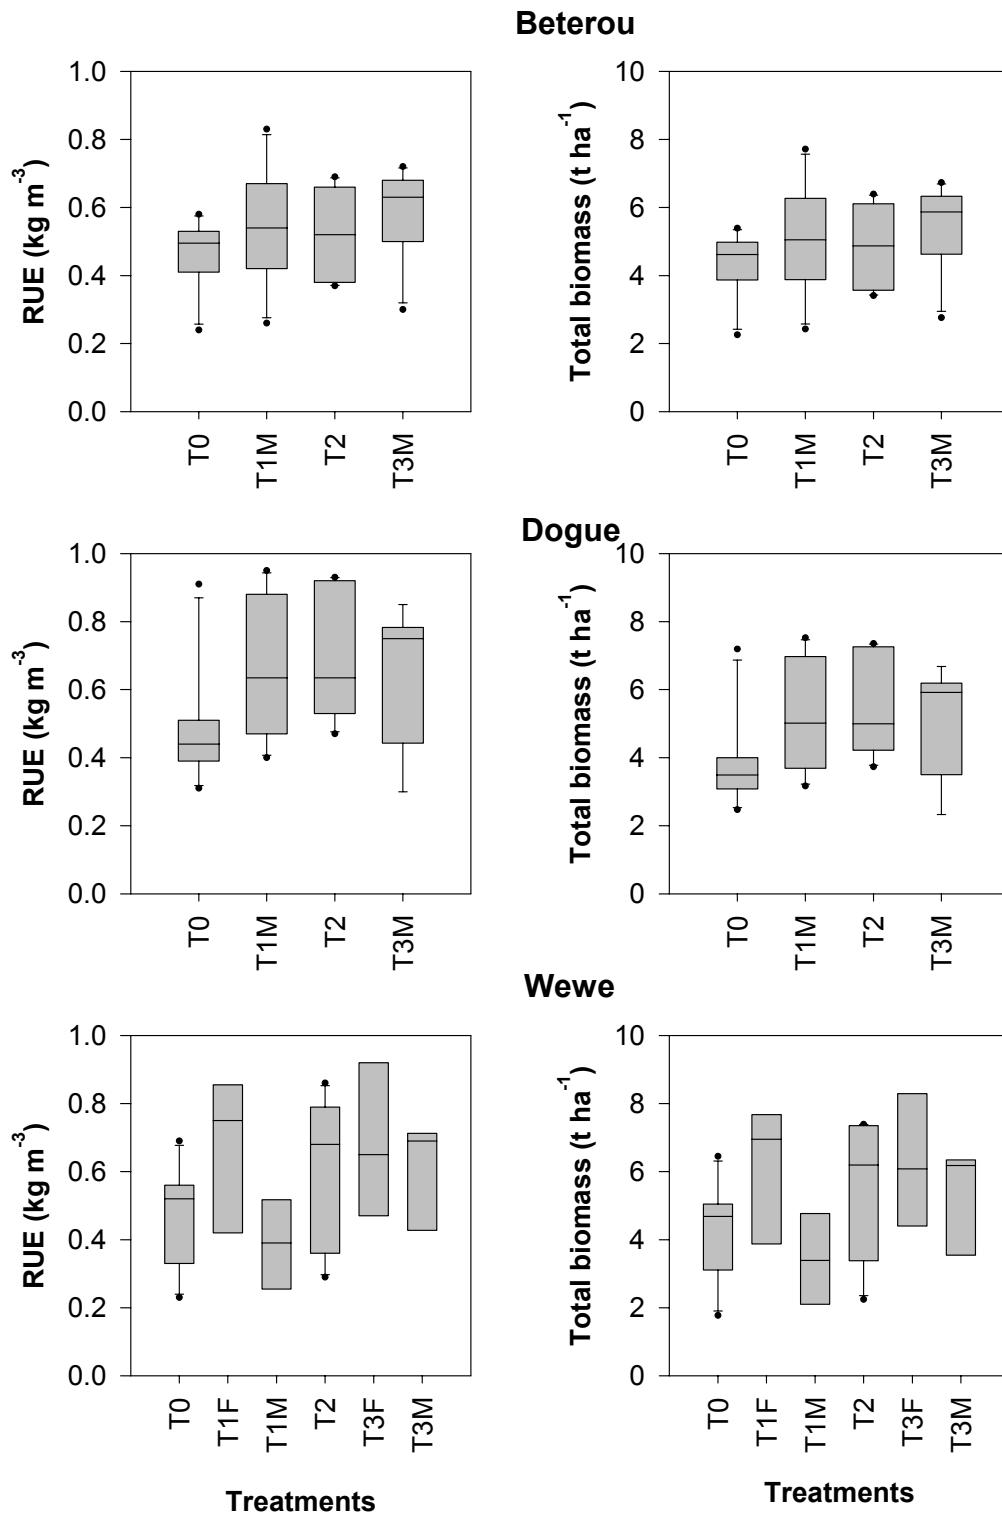 Beterou
RUE (kg m⁻³)
1.0
0.8
0.6
0.4
0.2
0.0
T0
T1M
T2
T3M
Total biomass (t ha⁻¹)
10
8
6
4
2
0
T0
T1M
T2
T3M
Dogue
RUE (kg m⁻³)
1.0
0.8
0.6
0.4
0.2
0.0
T0
T1M
T2
T3M
Total biomass (t ha⁻¹)
10
8
6
4
2
0
T0
T1M
T2
T3M
Wewe
RUE (kg m⁻³)
1.0
0.8
0.6
0.4
0.2
0.0
T0
T1F
T1M
T2
T3F
T3M
Treatments
Total biomass (t ha⁻¹)
10
8
6
4
2
0
T0
T1F
T1M
T2
T3F
T3M
Treatments